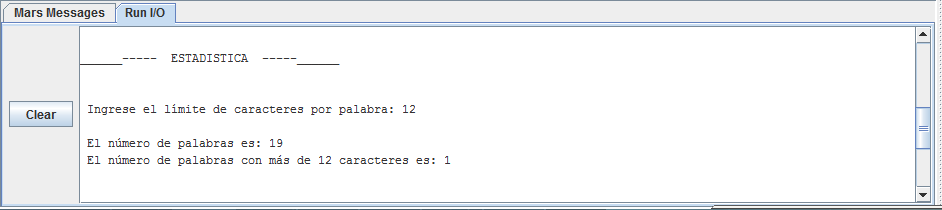 Mars Messages Run I/O
______----- ESTADISTICA -----______
Ingrese el límite de caracteres por palabra: 12
Clear
El número de palabras es: 19
El número de palabras con más de 12 caracteres es: 1